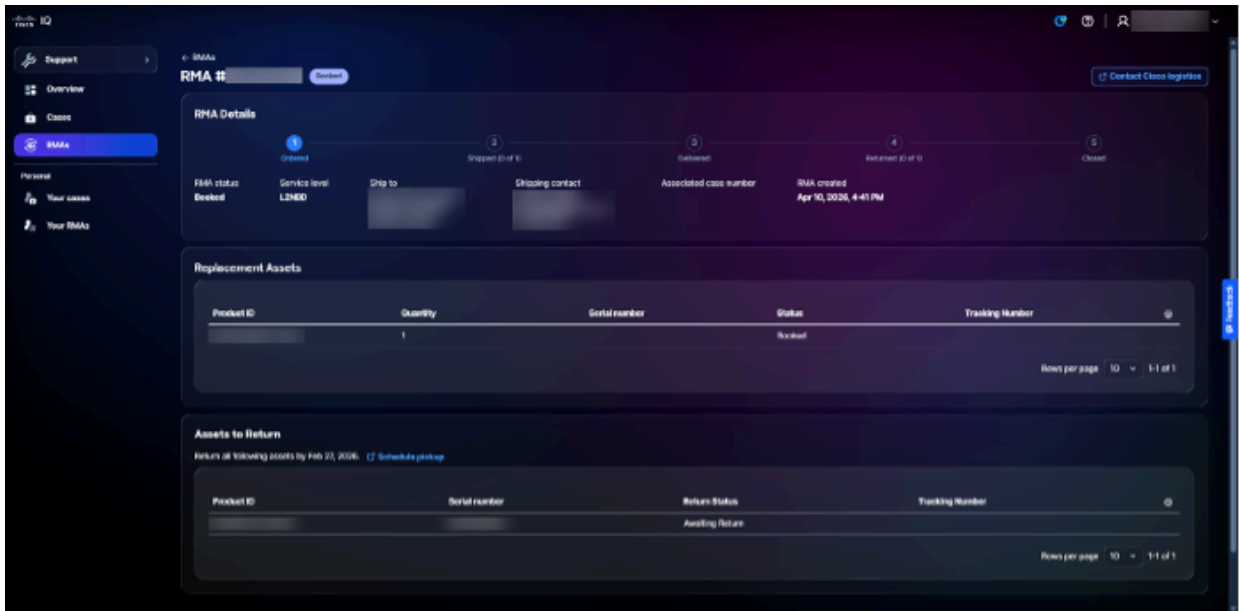 CISCO IQ
Support
Overview
Cases
RMAs
Personal
Your cases
Your RMAs
← RMAs
RMA # Booked
Contact Cisco logistics
RMA Details
1 2 3 4 5
Ordered Shipped (0 of 1) Delivered Returned (0 of 1) Closed
RMA status Service level Ship to Shipping contact Associated case number RMA created
Booked Apr 10, 2026, 4:41 PM
Replacement Assets
Product ID Quantity Serial number Status Tracking Number
1 Booked
Rows per page 10 1-1 of 1
Assets to Return
Return all following assets by Feb 27, 2026. Schedule pickup
Product ID Serial number Return Status Tracking Number
Awaiting Return
Rows per page 10 1-1 of 1
Feedback